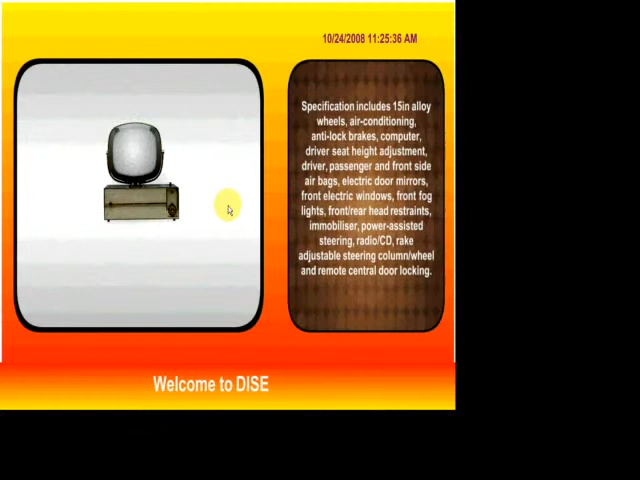 10/24/2008 11:25:36 AM
Specification includes 15in alloy
wheels, air-conditioning,
anti-lock brakes, computer,
driver seat height adjustment,
driver, passenger and front side
air bags, electric door mirrors,
front electric windows, front fog
lights, front/rear head restraints,
immobiliser, power-assisted
steering, radio/CD, rake
adjustable steering column/wheel
and remote central door locking.
Welcome to DISE